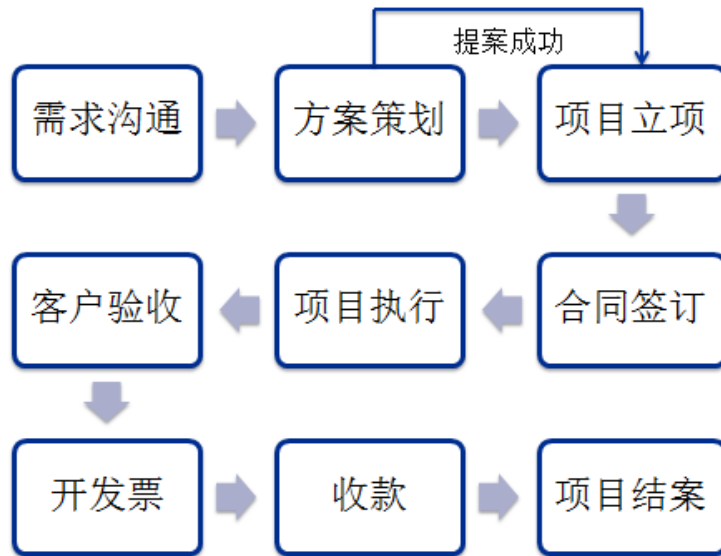 提案成功
需求沟通
方案策划
项目立项
客户验收
项目执行
合同签订
开发票
收款
项目结案